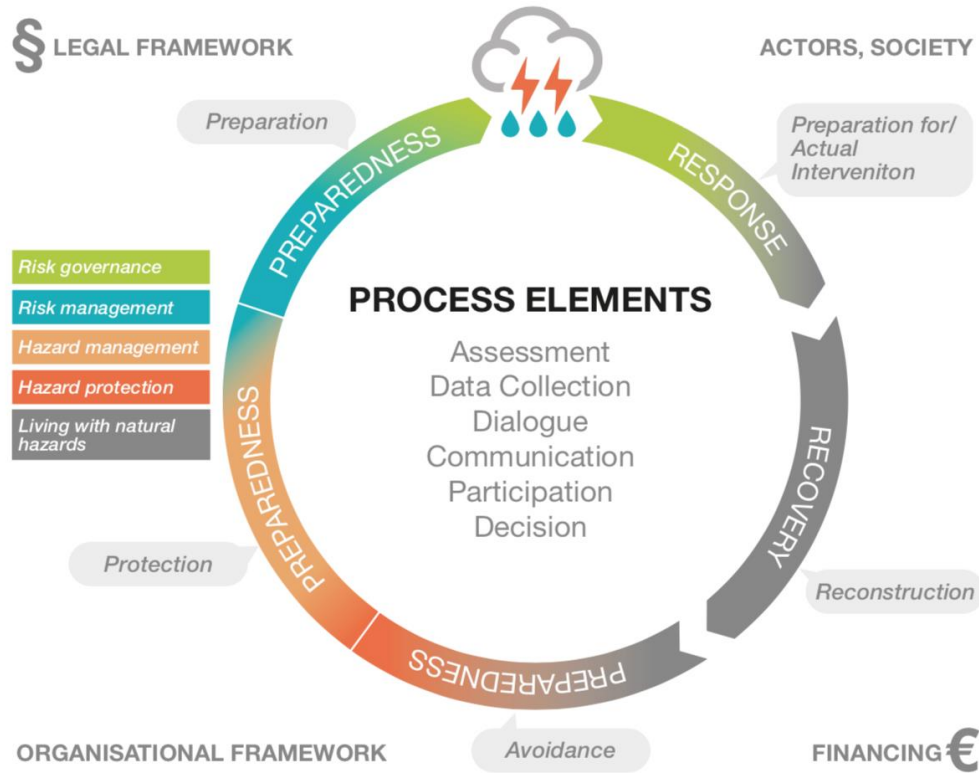 § LEGAL FRAMEWORK
ACTORS, SOCIETY
Preparation
PREPAREDNESS
RESPONSE
Preparation for/
Actual
Interveniton
Risk governance
Risk management
Hazard management
Hazard protection
Living with natural
hazards
PROCESS ELEMENTS
Assessment
Data Collection
Dialogue
Communication
Participation
Decision
PREPAREDNESS
RECOVERY
Protection
Reconstruction
PREPAREDNESS
Avoidance
ORGANISATIONAL FRAMEWORK
FINANCING €